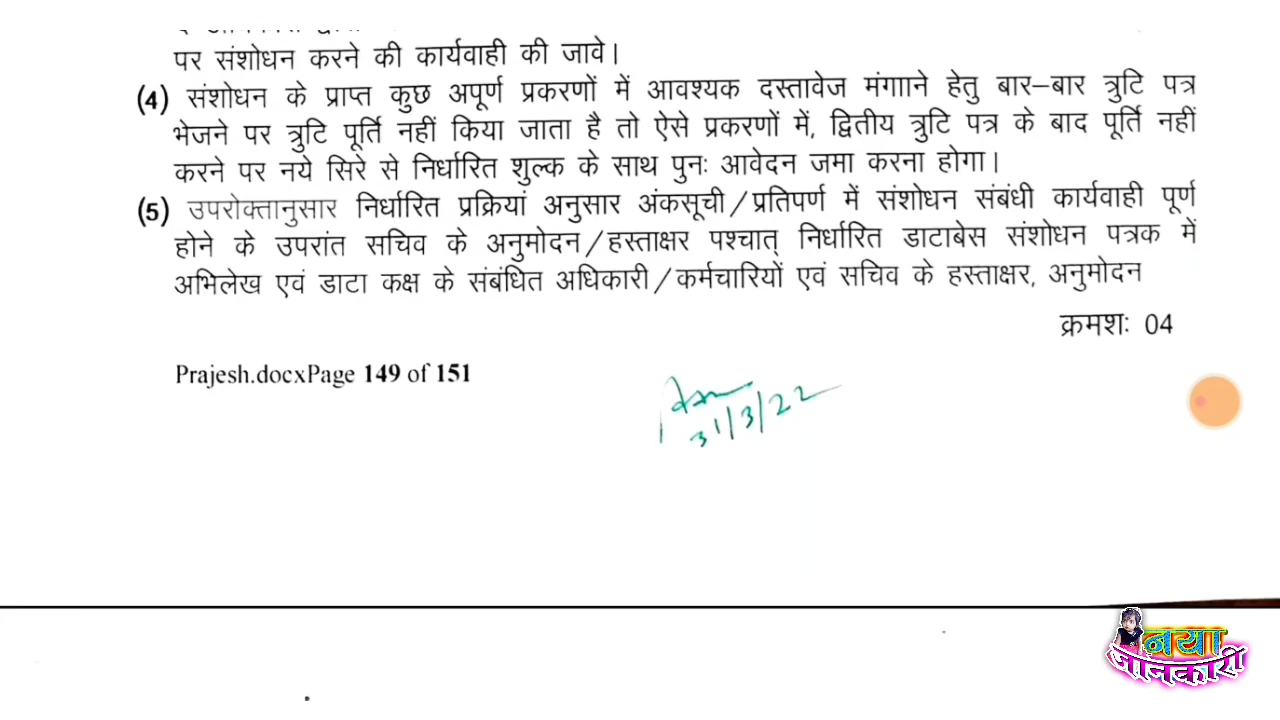 पर संशोधन करने की कार्यवाही की जावे।
(4) संशोधन के प्राप्त कुछ अपूर्ण प्रकरणों में आवश्यक दस्तावेज मंगााने हेतु बार–बार त्रुटि पत्र
भेजने पर त्रुटि पूर्ति नहीं किया जाता है तो ऐसे प्रकरणों में, द्वितीय त्रुटि पत्र के बाद पूर्ति नहीं
करने पर नये सिरे से निर्धारित शुल्क के साथ पुनः आवेदन जमा करना होगा।
(5) उपरोक्तानुसार निर्धारित प्रक्रियां अनुसार अंकसूची/प्रतिपर्ण में संशोधन संबंधी कार्यवाही पूर्ण
होने के उपरांत सचिव के अनुमोदन/हस्ताक्षर पश्चात् निर्धारित डाटाबेस संशोधन पत्रक में
अभिलेख एवं डाटा कक्ष के संबंधित अधिकारी/कर्मचारियों एवं सचिव के हस्ताक्षर, अनुमोदन
क्रमशः 04
Prajesh.docxPage 149 of 151
31/3/22
नया
जानकारी